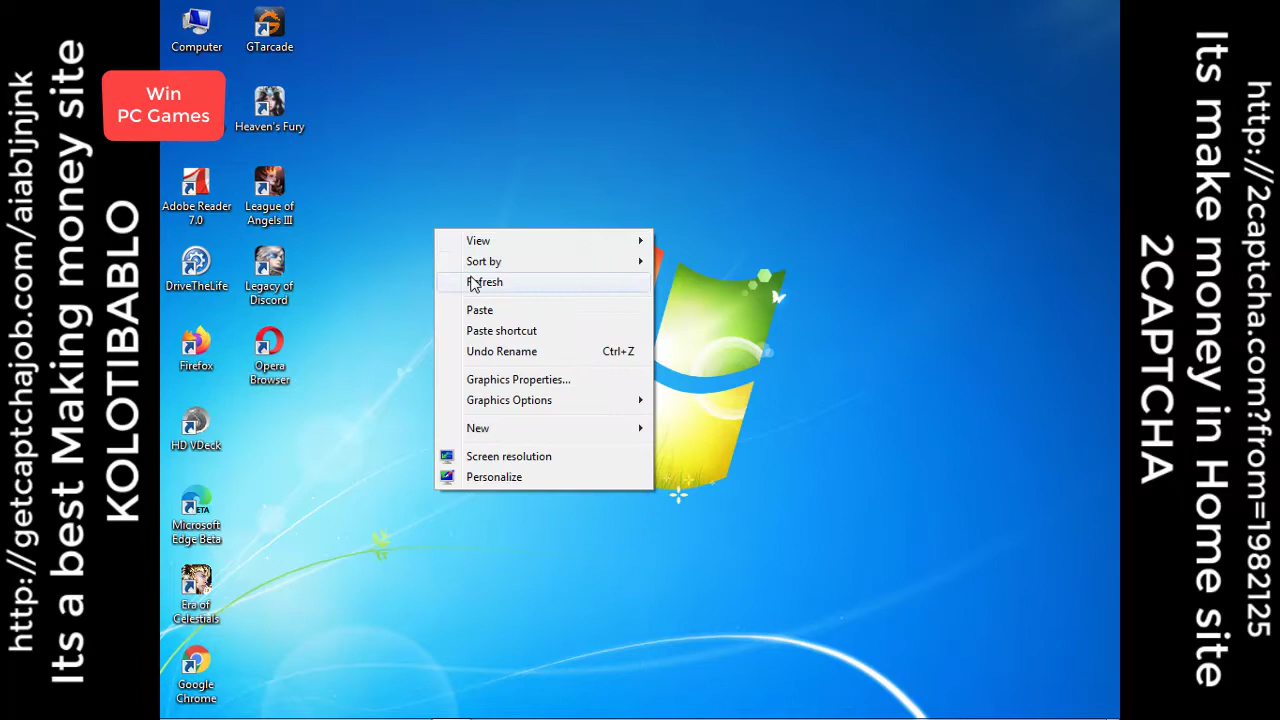 http://getcaptchajob.com/aiab1jnjnk
Its a best Making money site
KOLOTIBABLO
Win
PC Games
Computer
GTarcade
Heaven's Fury
Adobe Reader
7.0
League of
Angels III
DriveTheLife
Legacy of
Discord
Firefox
Opera
Browser
HD VDeck
BETA
Microsoft
Edge Beta
Era of
Celestials
Google
Chrome
View
Sort by
Refresh
Paste
Paste shortcut
Undo Rename Ctrl+Z
Graphics Properties...
Graphics Options
New
Screen resolution
Personalize
http://2captcha.com?from=1982125
Its make money in Home site
2CAPTCHA